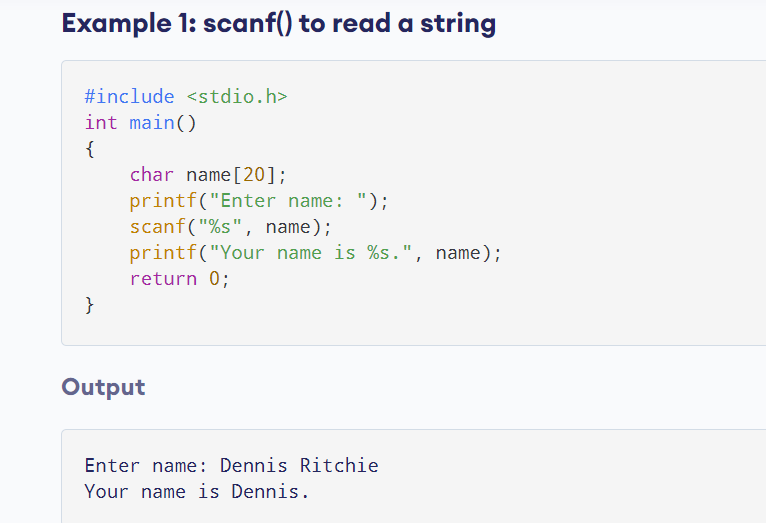 Example 1: scanf() to read a string
#include <stdio.h>
int main()
{
    char name[20];
    printf("Enter name: ");
    scanf("%s", name);
    printf("Your name is %s.", name);
    return 0;
}
Output
Enter name: Dennis Ritchie
Your name is Dennis.